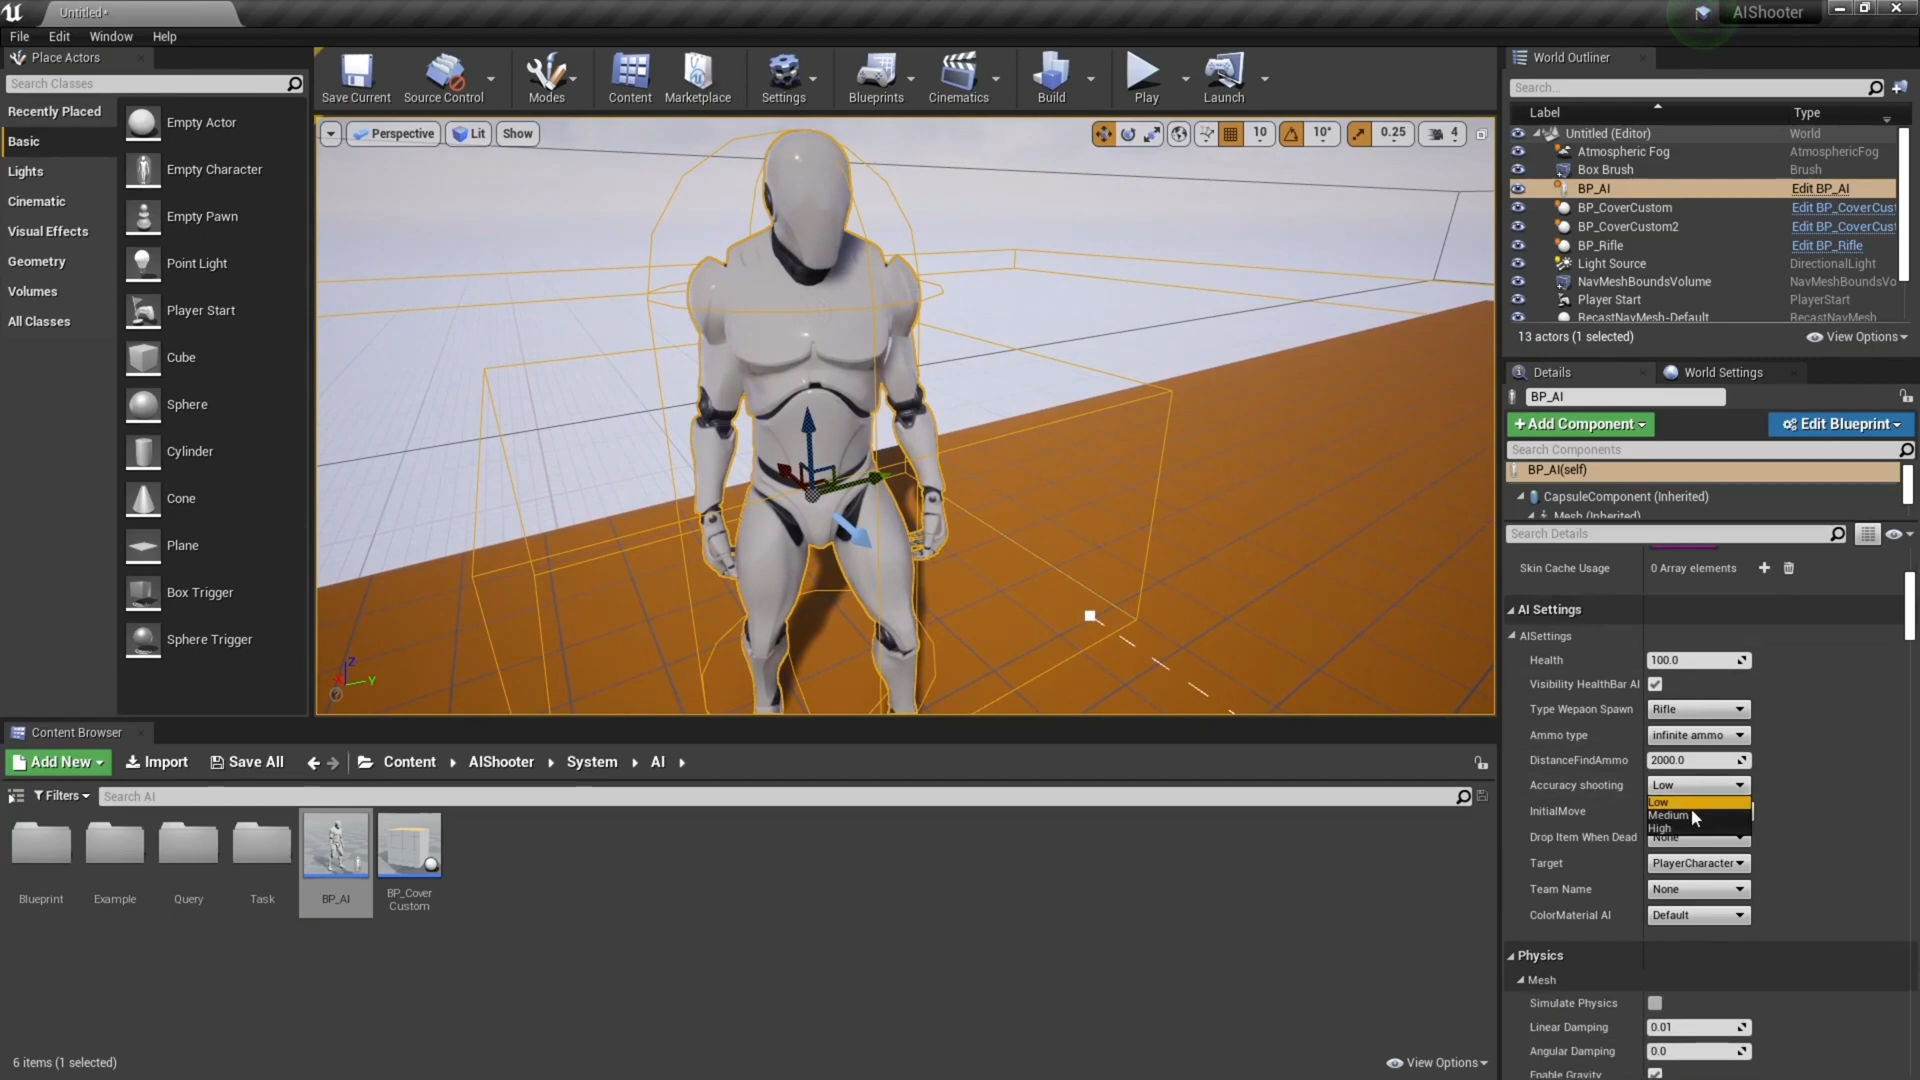 Untitled*
AIShooter
File Edit Window Help
Place Actors
Search Classes
Recently Placed
Basic
Lights
Cinematic
Visual Effects
Geometry
Volumes
All Classes
Empty Actor
Empty Character
Empty Pawn
Point Light
Player Start
Cube
Sphere
Cylinder
Cone
Plane
Box Trigger
Sphere Trigger
Save Current
Source Control
Modes
Content
Marketplace
Settings
Blueprints
Cinematics
Build
Play
Launch
Perspective
Lit
Show
10
10°
0.25
4
X
Y
Z
World Outliner
Search...
Label Type
Untitled (Editor) World
Atmospheric Fog AtmosphericFog
Box Brush Brush
BP_AI Edit BP_AI
BP_CoverCustom Edit BP_CoverCust
BP_CoverCustom2 Edit BP_CoverCust
BP_Rifle Edit BP_Rifle
Light Source DirectionalLight
NavMeshBoundsVolume NavMeshBoundsVo
Player Start PlayerStart
RecastNavMesh-Default RecastNavMesh
13 actors (1 selected)
View Options
Details
World Settings
BP_AI
+Add Component
Edit Blueprint
Search Components
BP_AI(self)
CapsuleComponent (Inherited)
Mesh (Inherited)
Search Details
Skin Cache Usage 0 Array elements
AI Settings
AISettings
Health 100.0
Visibility HealthBar AI
Type Wepaon Spawn Rifle
Ammo type infinite ammo
DistanceFindAmmo 2000.0
Accuracy shooting Low
Low
Medium
High
InitialMove
Drop Item When Dead None
Target PlayerCharacter
Team Name None
ColorMaterial AI Default
Physics
Mesh
Simulate Physics
Linear Damping 0.01
Angular Damping 0.0
Enable Gravity
Content Browser
Add New
Import
Save All
Content
AIShooter
System
AI
Filters
Search AI
Blueprint
Example
Query
Task
BP_AI
BP_Cover
Custom
6 items (1 selected)
View Options